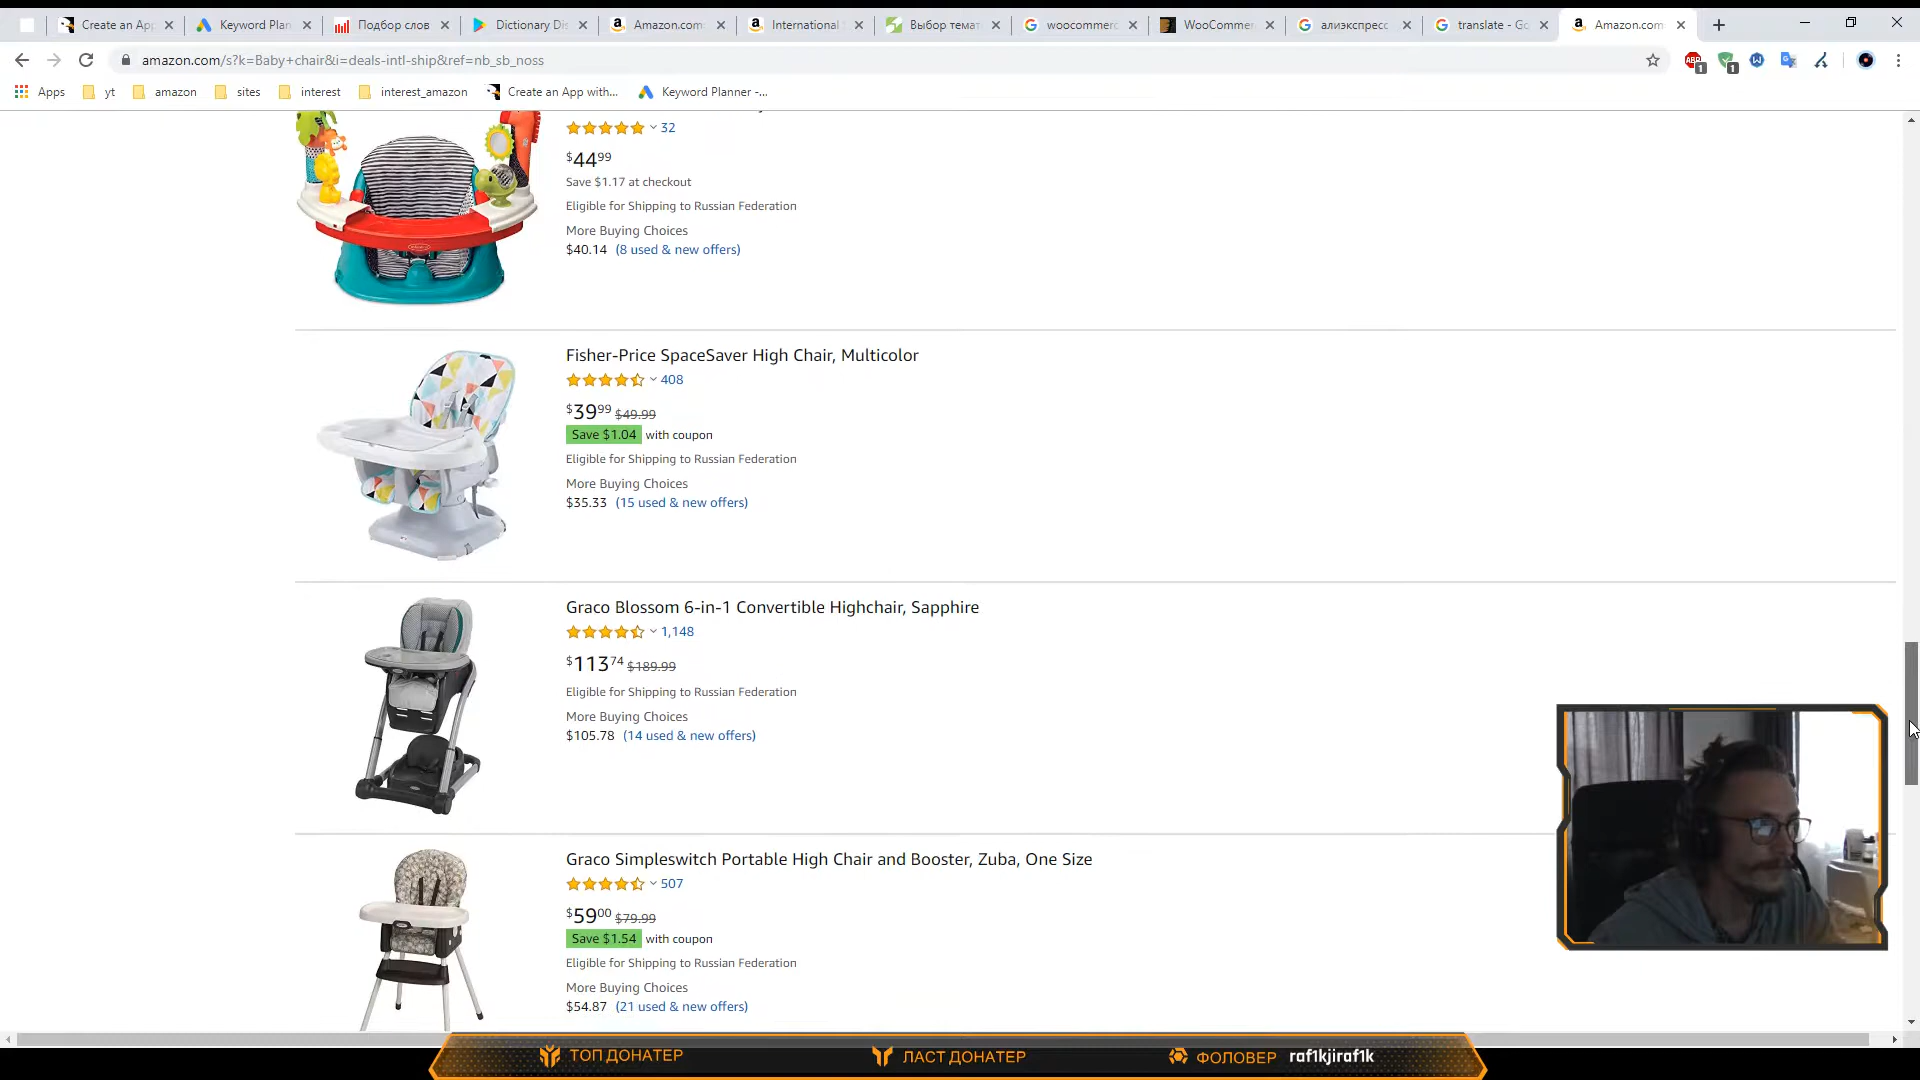 Create an App
Keyword Plan
Подбор слов
Dictionary Dis
Amazon.com
International S
Выбор темат
woocommerc
WooCommer
алиэкспресс
translate - Go
Amazon.com
amazon.com/s?k=Baby+chair&i=deals-intl-ship&ref=nb_sb_noss
ABP
1
1
Apps
yt
amazon
sites
interest
interest_amazon
Create an App with...
Keyword Planner -...
32
$44.99
Save $1.17 at checkout
Eligible for Shipping to Russian Federation
More Buying Choices
$40.14 (8 used & new offers)
Fisher-Price SpaceSaver High Chair, Multicolor
408
$39.99 $49.99
Save $1.04 with coupon
Eligible for Shipping to Russian Federation
More Buying Choices
$35.33 (15 used & new offers)
Graco Blossom 6-in-1 Convertible Highchair, Sapphire
1,148
$113.74 $189.99
Eligible for Shipping to Russian Federation
More Buying Choices
$105.78 (14 used & new offers)
Graco Simpleswitch Portable High Chair and Booster, Zuba, One Size
507
$59.00 $79.99
Save $1.54 with coupon
Eligible for Shipping to Russian Federation
More Buying Choices
$54.87 (21 used & new offers)
ТОП ДОНАТЕР
ЛАСТ ДОНАТЕР
ФОЛОВЕР raf1kjiraf1k